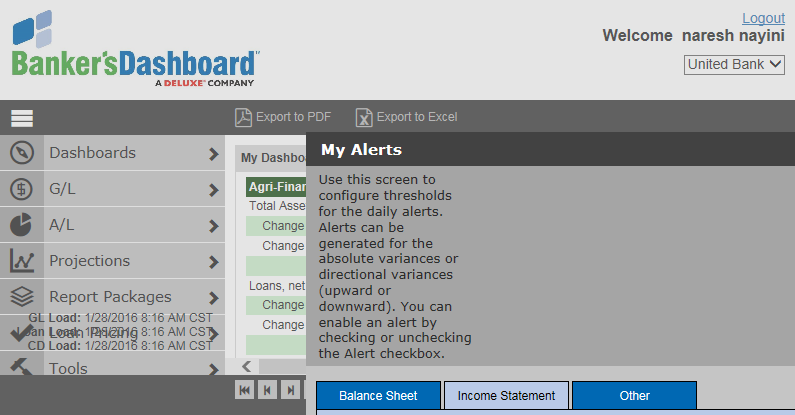 Logout
Welcome naresh nayini
United Bank
Banker'sDashboard™
A DELUXE® COMPANY
Export to PDF
Export to Excel
Dashboards
G/L
A/L
Projections
Report Packages
Loan Pricing
Tools
GL Load: 1/28/2016 8:16 AM CST
Loan Load: 1/28/2016 8:16 AM CST
CD Load: 1/28/2016 8:16 AM CST
My Dashbo
Agri-Finan
Total Asse
Change
Change
Loans, net
Change
Change
My Alerts
Use this screen to
configure thresholds
for the daily alerts.
Alerts can be
generated for the
absolute variances or
directional variances
(upward or
downward). You can
enable an alert by
checking or unchecking
the Alert checkbox.
Balance Sheet
Income Statement
Other